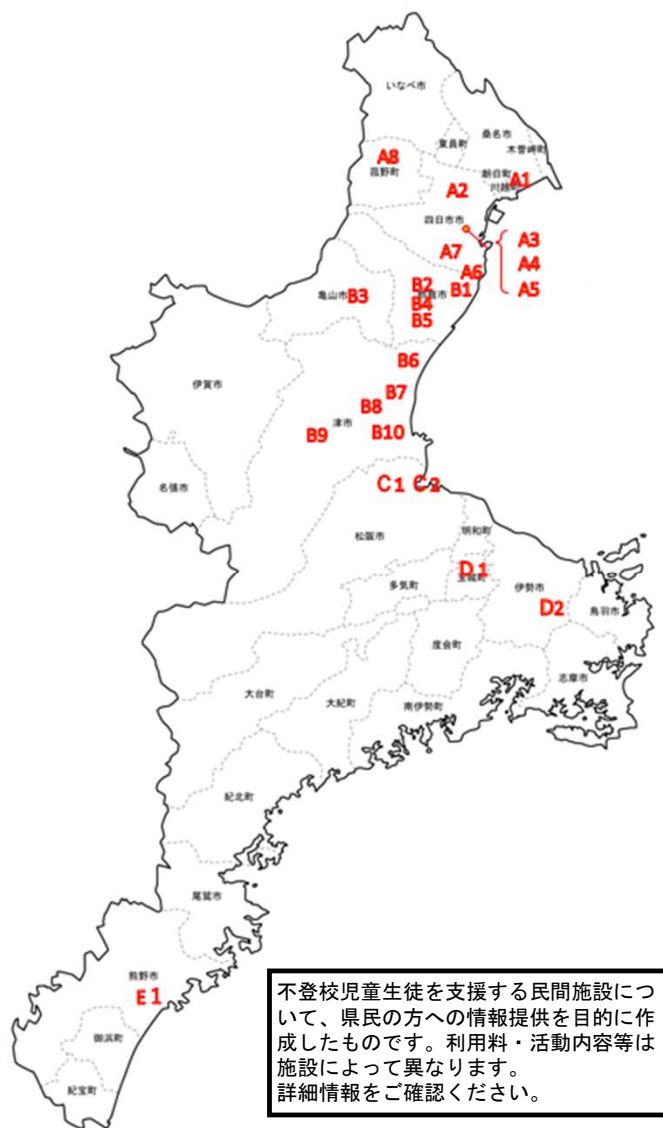 いなべ市
桑名市
東員町
木曽岬町
A8
菰野町
朝日町
川越
A1
A2
四日市市
A3
A4
A5
A7
A6
B2
B1
亀山市
B3
B4
B5
B6
伊賀市
B7
B8
津市
B9
B10
名張市
C1 C2
松阪市
明和町
D1
多気町
伊勢市
D2
鳥羽市
度会町
志摩市
大台町
大紀町
南伊勢町
紀北町
尾鷲市
熊野市
E1
御浜町
紀宝町
不登校児童生徒を支援する民間施設につ
いて、県民の方への情報提供を目的に作
成したものです。利用料・活動内容等は
施設によって異なります。
詳細情報をご確認ください。